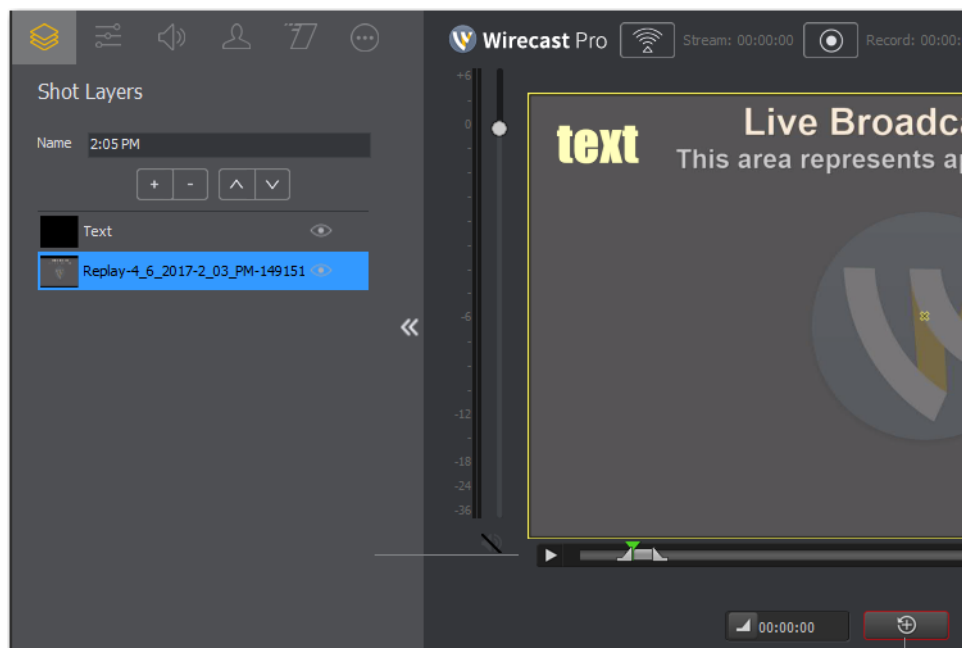 Wirecast Pro
Stream: 00:00:00
Record: 00:00:
Shot Layers
Name
2:05 PM
+ -
Text
Replay-4_6_2017-2_03_PM-149151
+6
0
-6
-12
-18
-24
-36
text
Live Broadca
This area represents ap
00:00:00